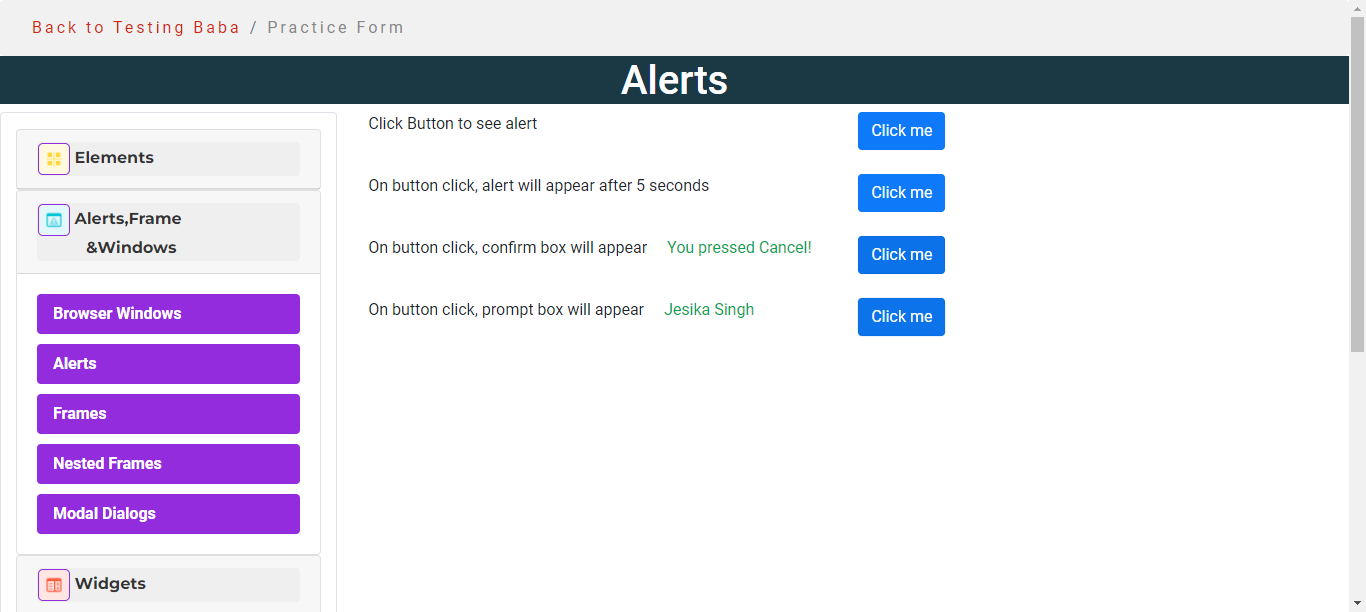 Back to Testing Baba / Practice Form
Alerts
Elements
Alerts,Frame
&Windows
Browser Windows
Alerts
Frames
Nested Frames
Modal Dialogs
Widgets
Click Button to see alert Click me
On button click, alert will appear after 5 seconds Click me
On button click, confirm box will appear You pressed Cancel! Click me
On button click, prompt box will appear Jesika Singh Click me